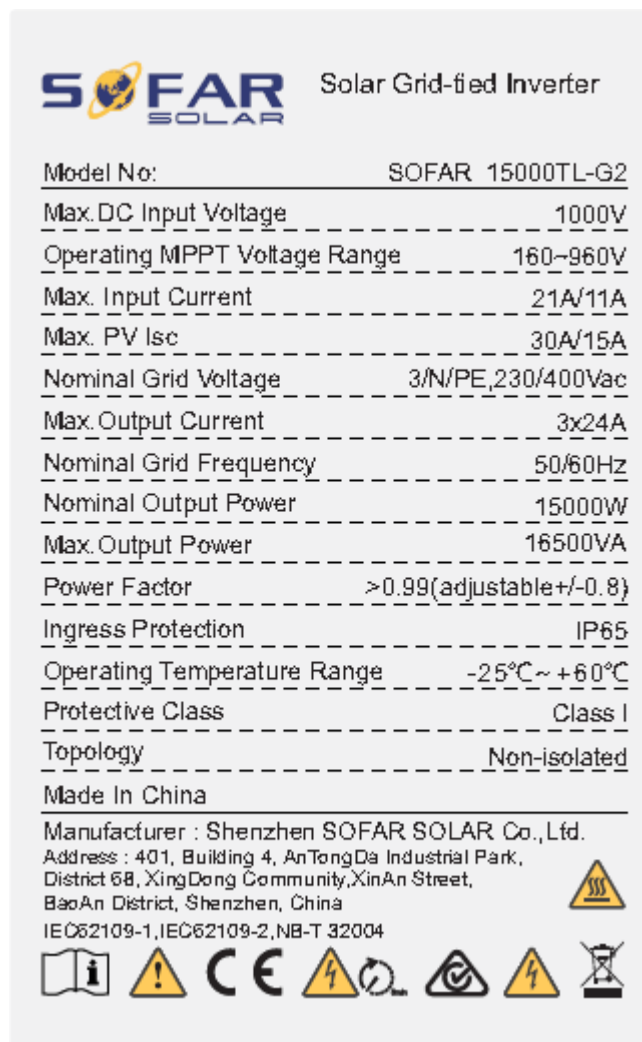 SOFAR
SOLAR
Solar Grid-tied Inverter
Model No: SOFAR 15000TL-G2
Max.DC Input Voltage 1000V
Operating MPPT Voltage Range 160~960V
Max. Input Current 21A/11A
Max. PV Isc 30A/15A
Nominal Grid Voltage 3/N/PE,230/400Vac
Max.Output Current 3x24A
Nominal Grid Frequency 50/60Hz
Nominal Output Power 15000W
Max.Output Power 16500VA
Power Factor >0.99(adjustable+/-0.8)
Ingress Protection IP65
Operating Temperature Range -25℃~+60℃
Protective Class Class I
Topology Non-isolated
Made In China
Manufacturer : Shenzhen SOFAR SOLAR Co.,Ltd.
Address : 401, Building 4, AnTongDa Industrial Park,
District 68, XingDong Community,XinAn Street,
BaoAn District, Shenzhen, China
IEC62109-1,IEC62109-2,NB-T 32004
i CE